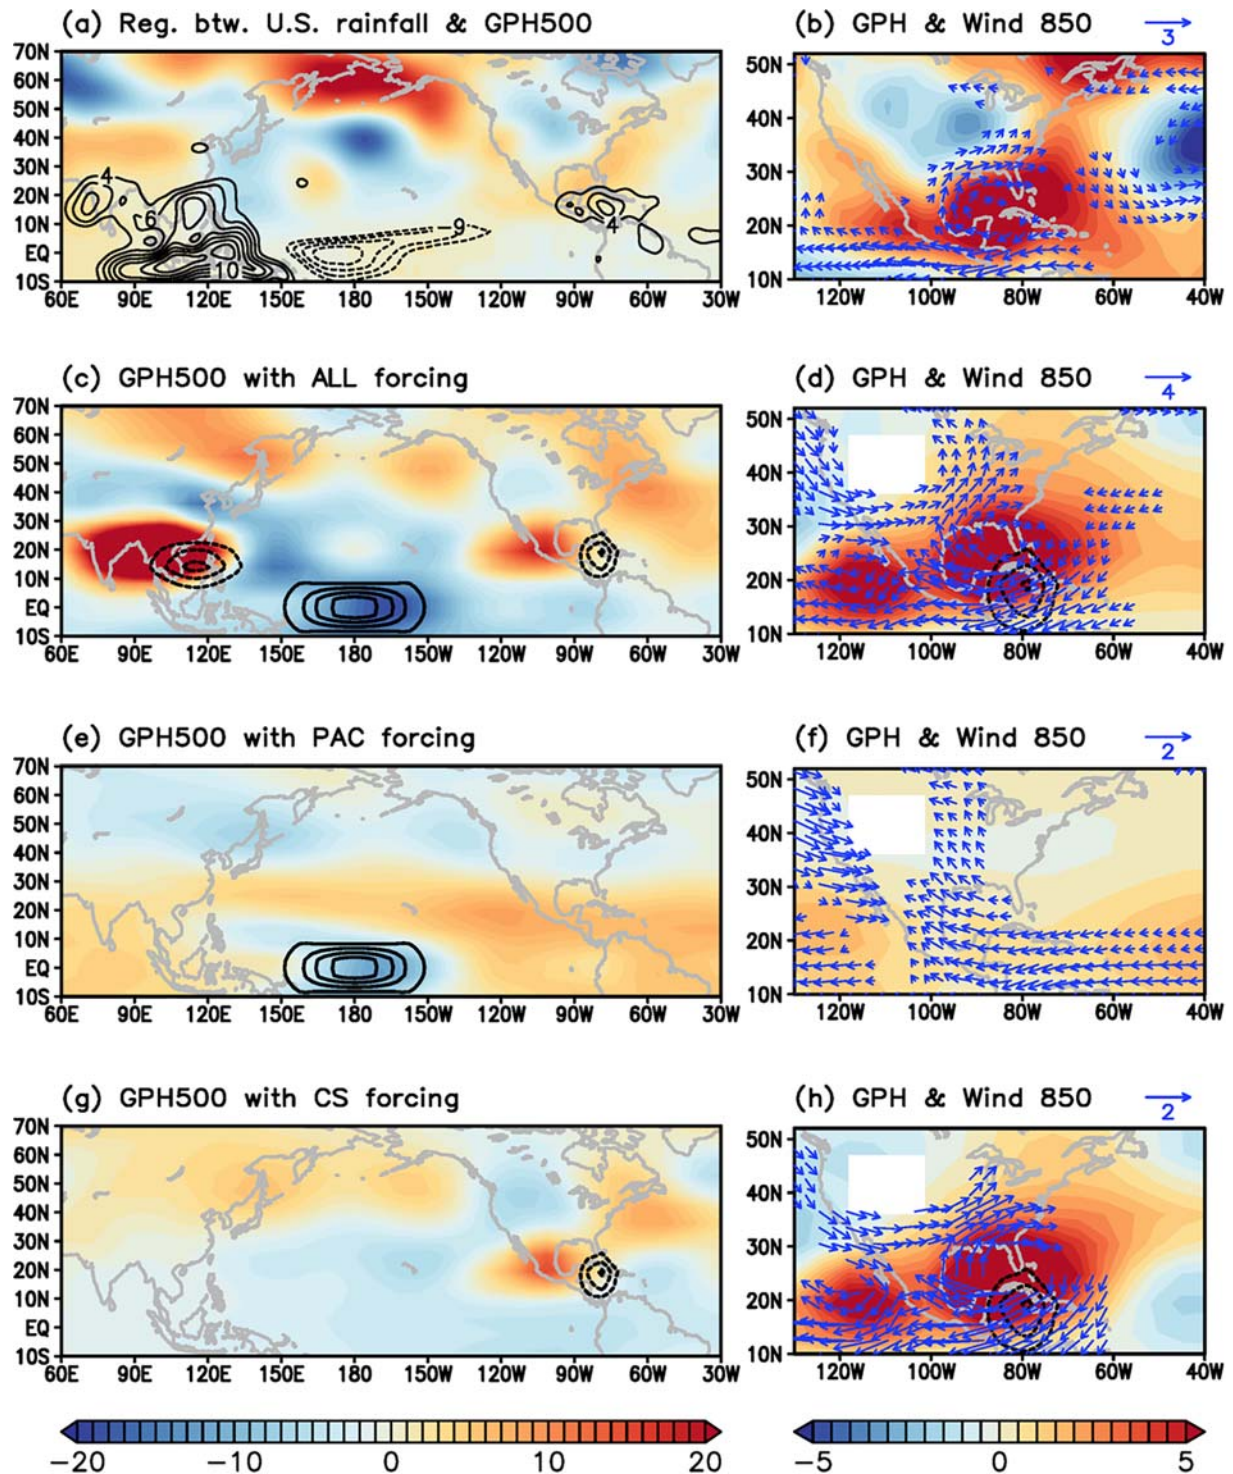 (a) Reg. btw. U.S. rainfall & GPH500
(b) GPH & Wind 850
3
70N
60N
50N
40N
30N
20N
10N
EQ
10S
4
6
10
9
4
60E 90E 120E 150E 180 150W 120W 90W 60W 30W
50N
40N
30N
20N
10N
120W 100W 80W 60W 40W
(c) GPH500 with ALL forcing
(d) GPH & Wind 850
4
70N
60N
50N
40N
30N
20N
10N
EQ
10S
60E 90E 120E 150E 180 150W 120W 90W 60W 30W
50N
40N
30N
20N
10N
120W 100W 80W 60W 40W
(e) GPH500 with PAC forcing
(f) GPH & Wind 850
2
70N
60N
50N
40N
30N
20N
10N
EQ
10S
60E 90E 120E 150E 180 150W 120W 90W 60W 30W
50N
40N
30N
20N
10N
120W 100W 80W 60W 40W
(g) GPH500 with CS forcing
(h) GPH & Wind 850
2
70N
60N
50N
40N
30N
20N
10N
EQ
10S
60E 90E 120E 150E 180 150W 120W 90W 60W 30W
50N
40N
30N
20N
10N
120W 100W 80W 60W 40W
-20 -10 0 10 20
-5 0 5